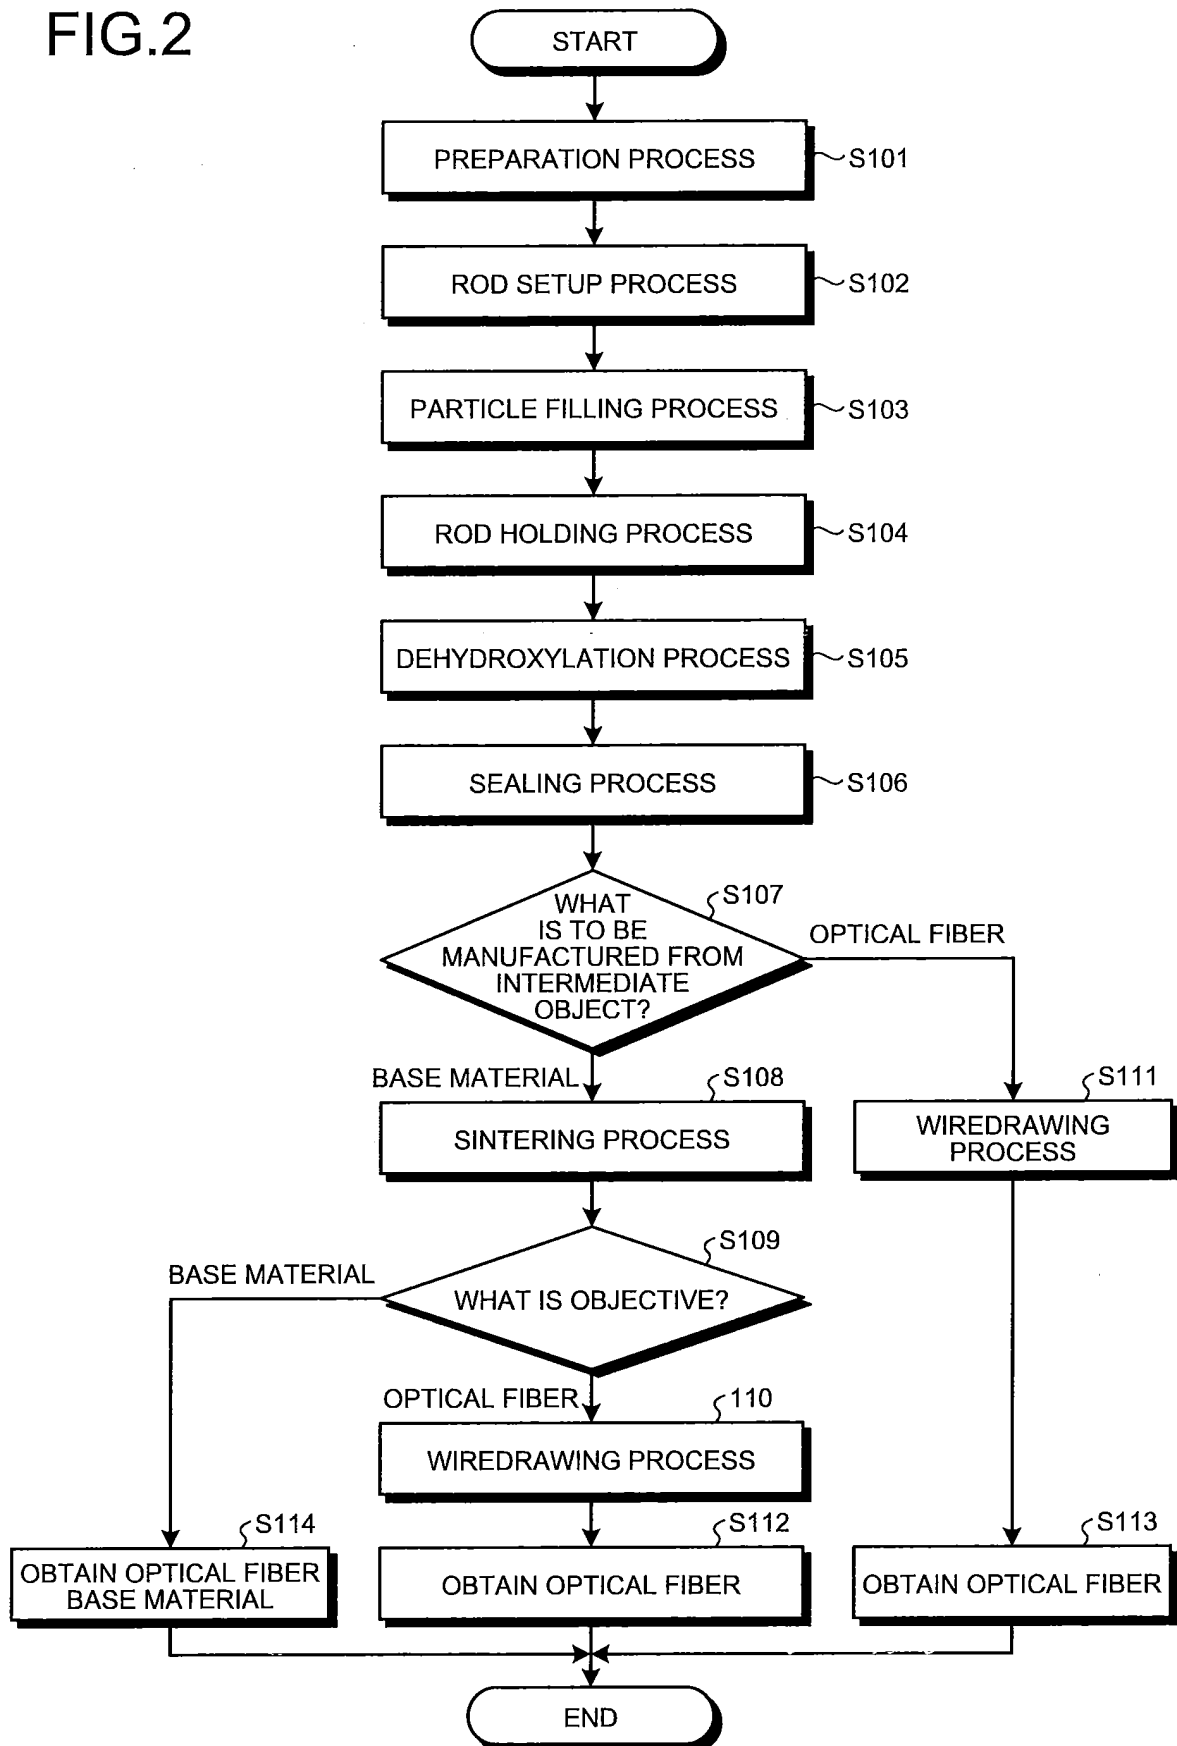 FIG.2
START
PREPARATION PROCESS
S101
ROD SETUP PROCESS
S102
PARTICLE FILLING PROCESS
S103
ROD HOLDING PROCESS
S104
DEHYDROXYLATION PROCESS
S105
SEALING PROCESS
S106
S107
WHAT
IS TO BE
MANUFACTURED FROM
INTERMEDIATE
OBJECT?
OPTICAL FIBER
BASE MATERIAL
S108
SINTERING PROCESS
S111
WIREDRAWING
PROCESS
S109
WHAT IS OBJECTIVE?
BASE MATERIAL
OPTICAL FIBER
110
WIREDRAWING PROCESS
S114
OBTAIN OPTICAL FIBER
BASE MATERIAL
S112
OBTAIN OPTICAL FIBER
S113
OBTAIN OPTICAL FIBER
END